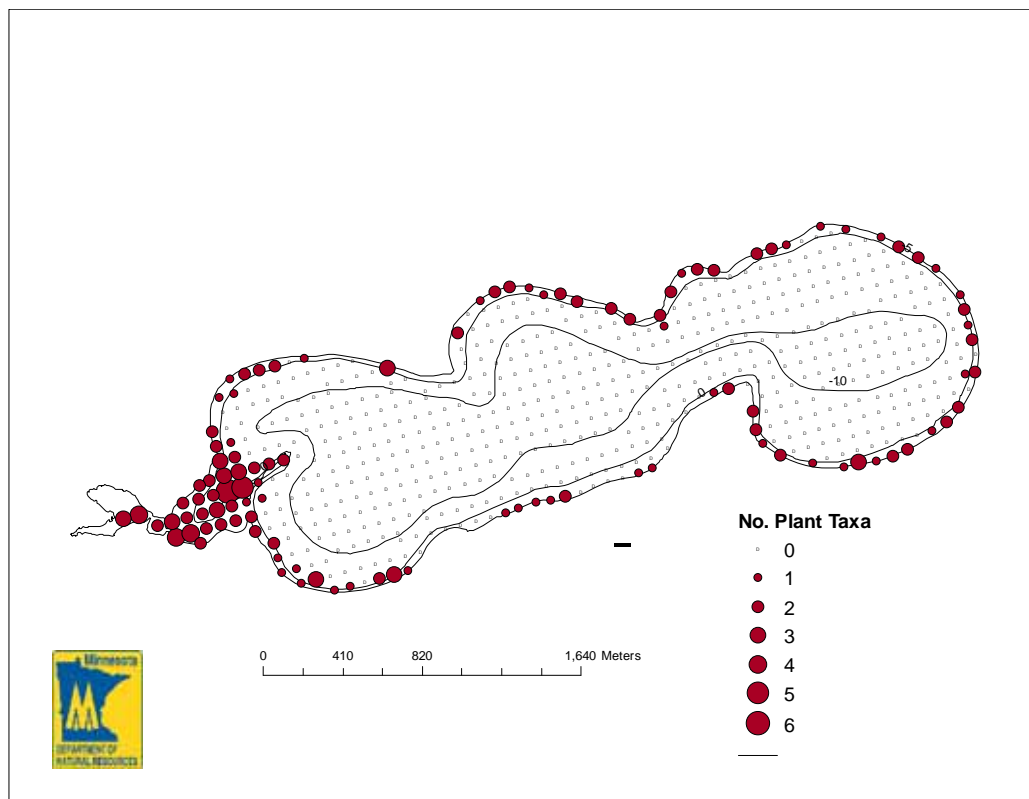 5
0
-10
No. Plant Taxa
0
1
2
3
4
5
6
0 410 820 1,640 Meters
Minnesota
DEPARTMENT OF
NATURAL RESOURCES